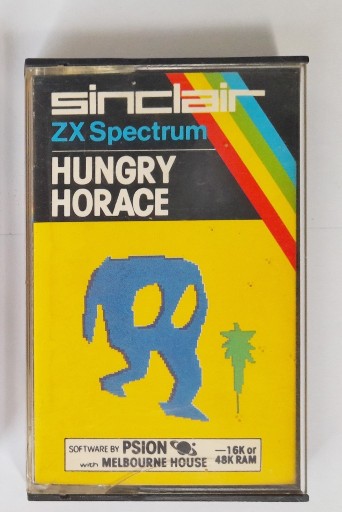 sinclair
ZX Spectrum
HUNGRY
HORACE
SOFTWARE BY PSION
with MELBOURNE HOUSE
—16K or
48K RAM